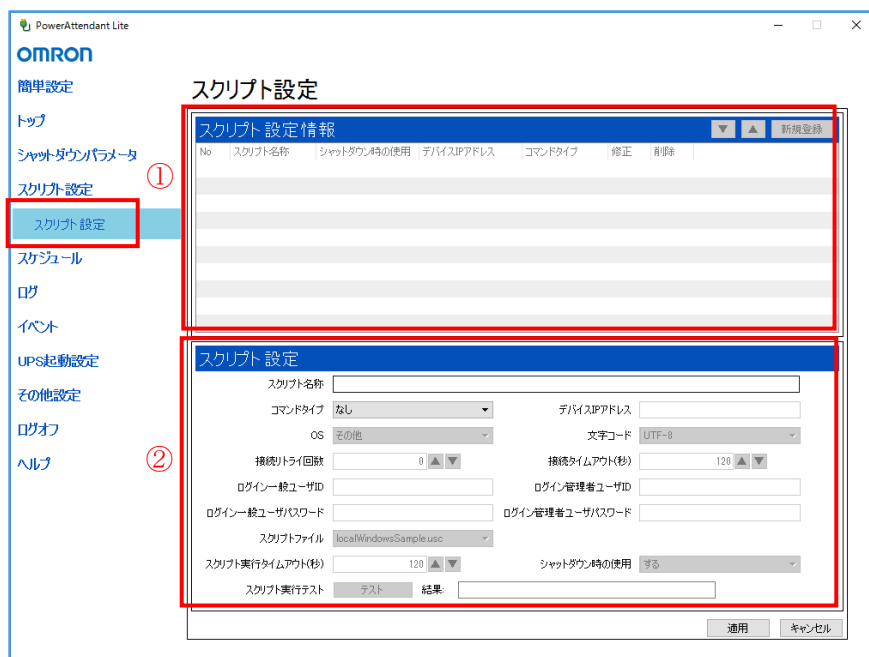 PowerAttendant Lite
OMRON
簡単設定
トップ
シャットダウンパラメータ
スクリプト設定
スクリプト設定
スケジュール
ログ
イベント
UPS起動設定
その他設定
ログオフ
ヘルプ
スクリプト設定
①
スクリプト設定情報 ▼ ▲ 新規登録
No スクリプト名称 シャットダウン時の使用 デバイスIPアドレス コマンドタイプ 修正 削除
②
スクリプト設定
スクリプト名称
コマンドタイプ なし デバイスIPアドレス
OS その他 文字コード UTF-8
接続リトライ回数 0 ▲ ▼ 接続タイムアウト(秒) 120 ▲ ▼
ログイン一般ユーザID ログイン管理者ユーザID
ログイン一般ユーザパスワード ログイン管理者ユーザパスワード
スクリプトファイル localWindowsSample.usc
スクリプト実行タイムアウト(秒) 120 ▲ ▼ シャットダウン時の使用 する
スクリプト実行テスト テスト 結果:
適用 キャンセル